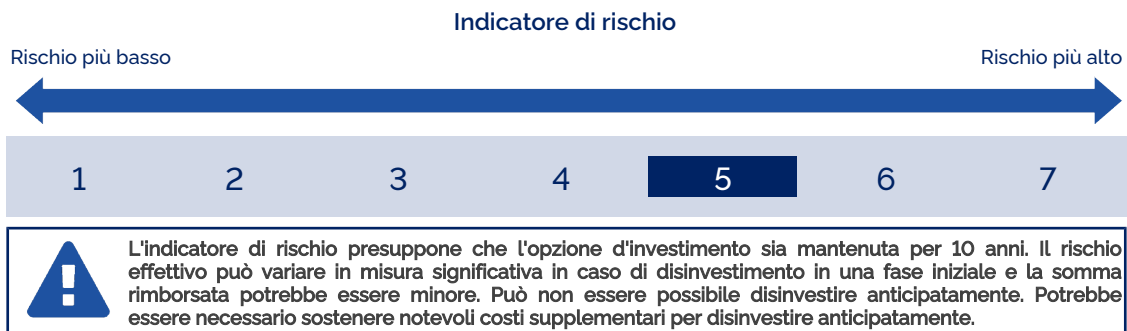 Indicatore di rischio
Rischio più basso
Rischio più alto
1 2 3 4 5 6 7
L'indicatore di rischio presuppone che l'opzione d'investimento sia mantenuta per 10 anni. Il rischio
effettivo può variare in misura significativa in caso di disinvestimento in una fase iniziale e la somma
rimborsata potrebbe essere minore. Può non essere possibile disinvestire anticipatamente. Potrebbe
essere necessario sostenere notevoli costi supplementari per disinvestire anticipatamente.